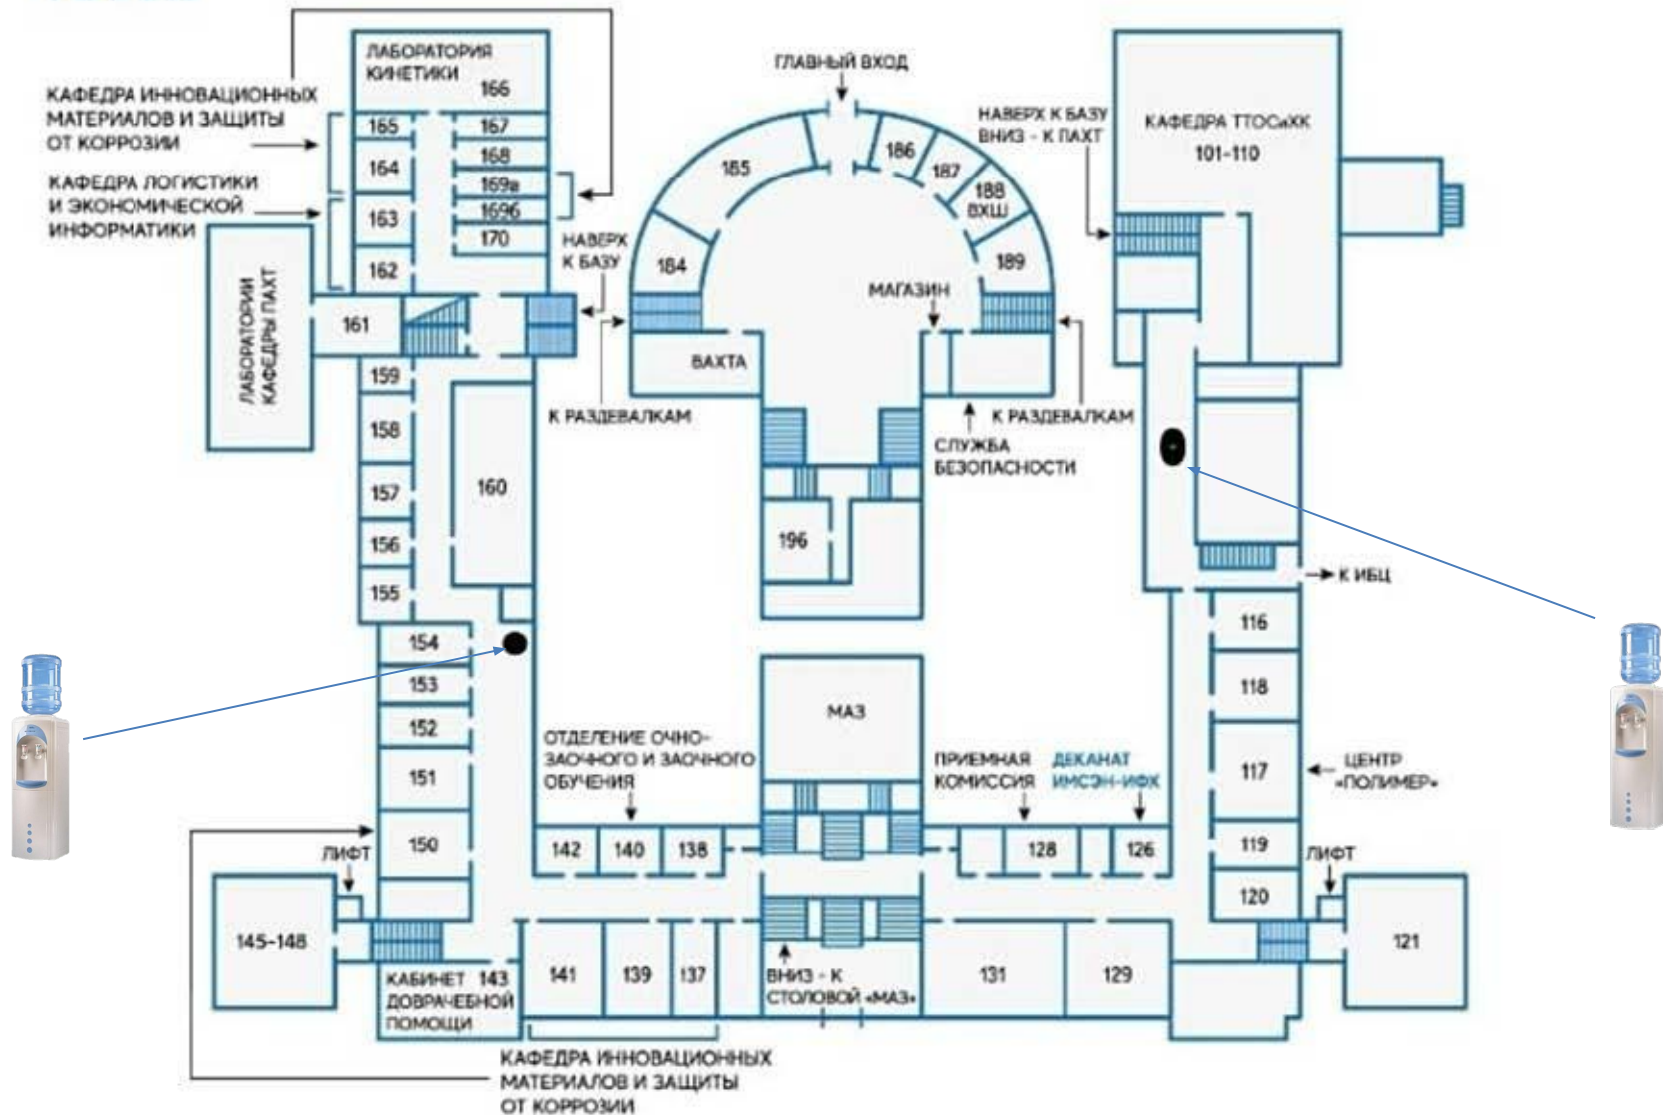 ЛАБОРАТОРИЯ
КИНЕТИКИ
166
КАФЕДРА ИННОВАЦИОННЫХ
МАТЕРИАЛОВ И ЗАЩИТЫ
ОТ КОРРОЗИИ
КАФЕДРА ЛОГИСТИКИ
И ЭКОНОМИЧЕСКОЙ
ИНФОРМАТИКИ
165
167
164
168
169а
163
169б
170
162
НАВЕРХ
К БАЗУ
ЛАБОРАТОРИИ
КАФЕДРЫ ПАХТ
161
159
158
157
160
156
155
154
153
152
151
150
ЛИФТ
145-148
КАБИНЕТ 143
ДОВРАЧЕБНОЙ
ПОМОЩИ
ГЛАВНЫЙ ВХОД
185
186
187
188
ВХШ
184
189
МАГАЗИН
ВАХТА
К РАЗДЕВАЛКАМ
К РАЗДЕВАЛКАМ
СЛУЖБА
БЕЗОПАСНОСТИ
196
МАЗ
НАВЕРХ К БАЗУ
ВНИЗ - К ПАХТ
КАФЕДРА ТТОСиХК
101-110
К ИБЦ
116
118
117
ЦЕНТР
«ПОЛИМЕР»
119
120
ЛИФТ
121
ОТДЕЛЕНИЕ ОЧНО-
ЗАОЧНОГО И ЗАОЧНОГО
ОБУЧЕНИЯ
142
140
138
ПРИЕМНАЯ
КОМИССИЯ
ДЕКАНАТ
ИМСЭН-ИФХ
128
126
141
139
137
ВНИЗ - К
СТОЛОВОЙ «МАЗ»
131
129
КАФЕДРА ИННОВАЦИОННЫХ
МАТЕРИАЛОВ И ЗАЩИТЫ
ОТ КОРРОЗИИ